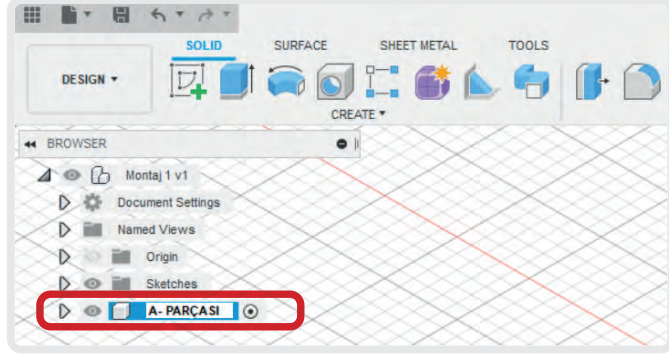 SOLID SURFACE SHEET METAL TOOLS
DESIGN ▾
CREATE ▾
BROWSER
Montaj 1 v1
Document Settings
Named Views
Origin
Sketches
A- PARÇASI